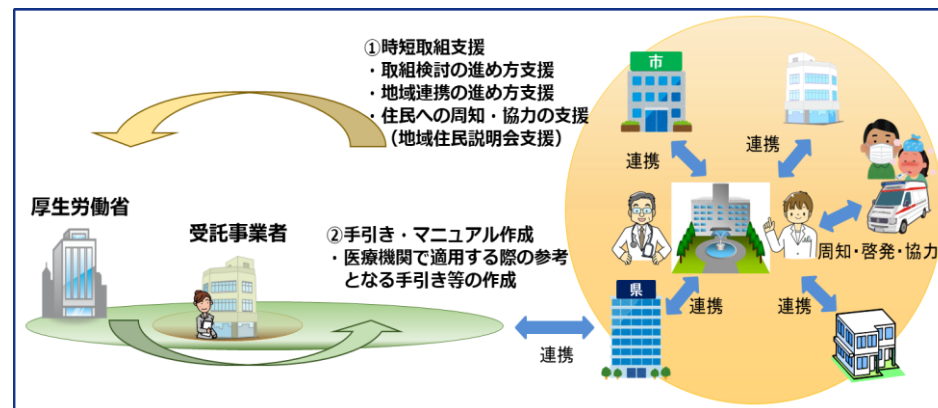 ①時短取組支援
・取組検討の進め方支援
・地域連携の進め方支援
・住民への周知・協力の支援
（地域住民説明会支援）
厚生労働省
受託事業者
②手引き・マニュアル作成
・医療機関で適用する際の参考
となる手引き等の作成
連携
市
連携
連携
周知・啓発・協力
県
連携
連携